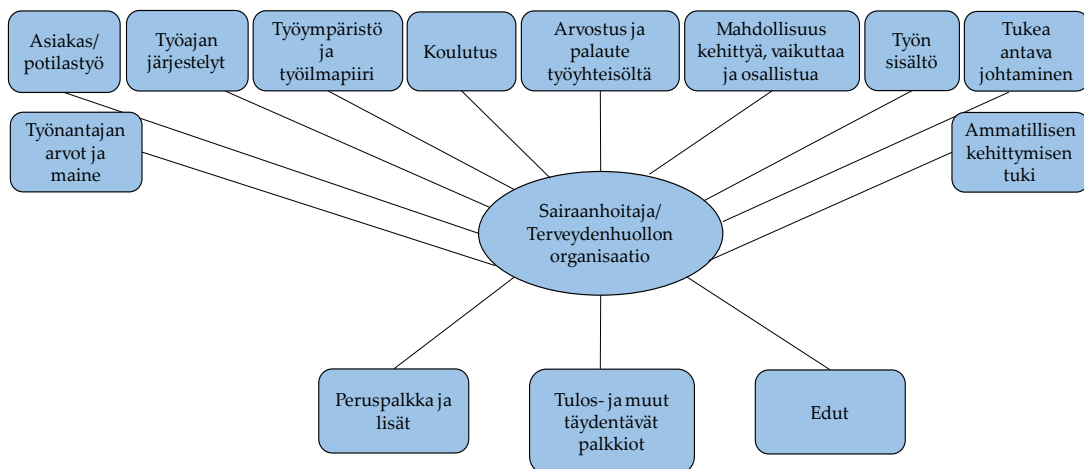 Asiakas/
potilastyö
Työajan
järjestelyt
Työympäristö
ja
työilmapiiri
Koulutus
Arvostus ja
palaute
työyhteisöltä
Mahdollisuus
kehittyä, vaikuttaa
ja osallistua
Työn
sisältö
Tukea
antava
johtaminen
Työnantajan
arvot ja
maine
Ammatillisen
kehittymisen
tuki
Sairaanhoitaja/
Terveydenhuollon
organisaatio
Peruspalkka ja
lisät
Tulos- ja muut
täydentävät
palkkiot
Edut